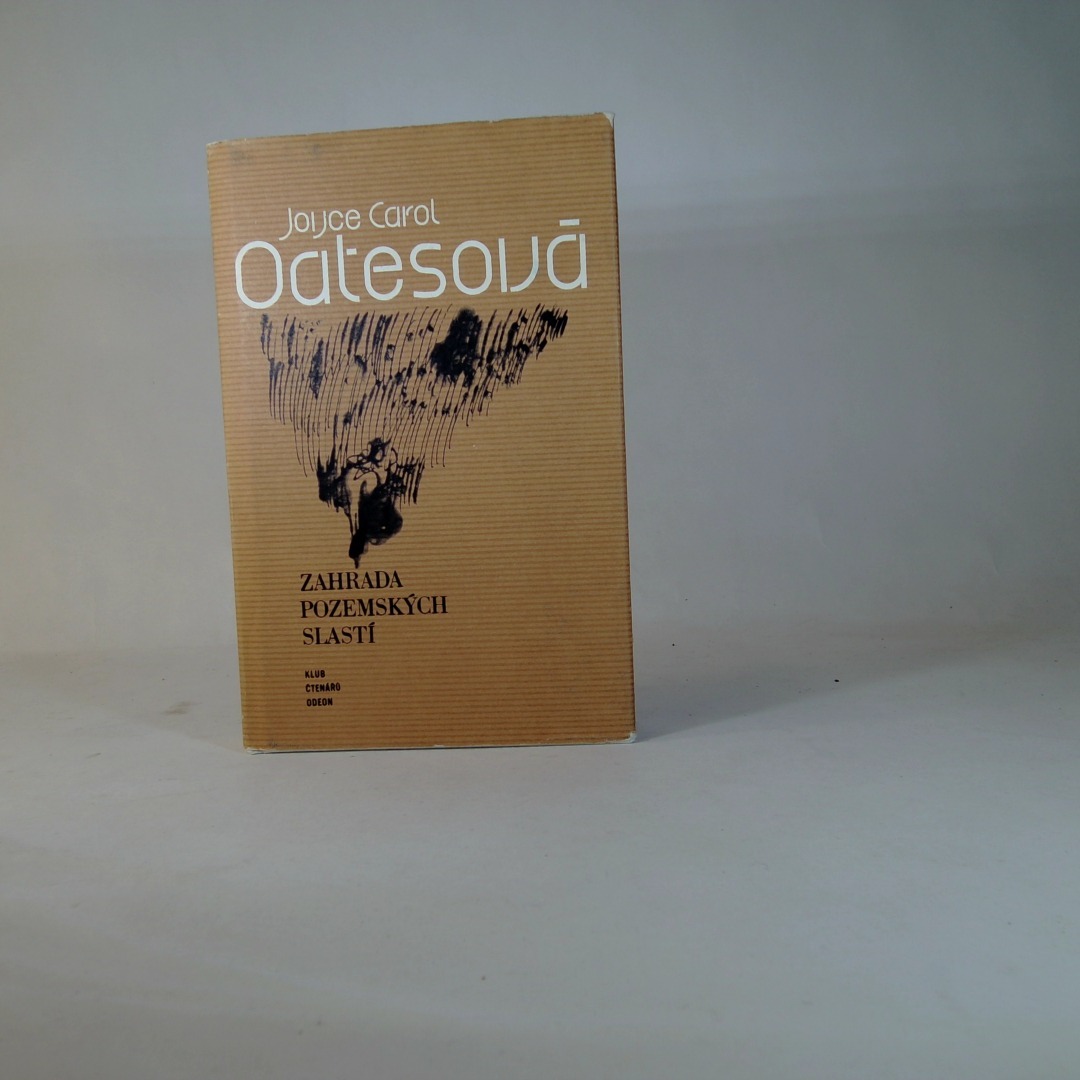 Joyce Carol
Oatesová
ZAHRADA
POZEMSKÝCH
SLASTÍ
KLUB
ČTENÁŘŮ
ODEON